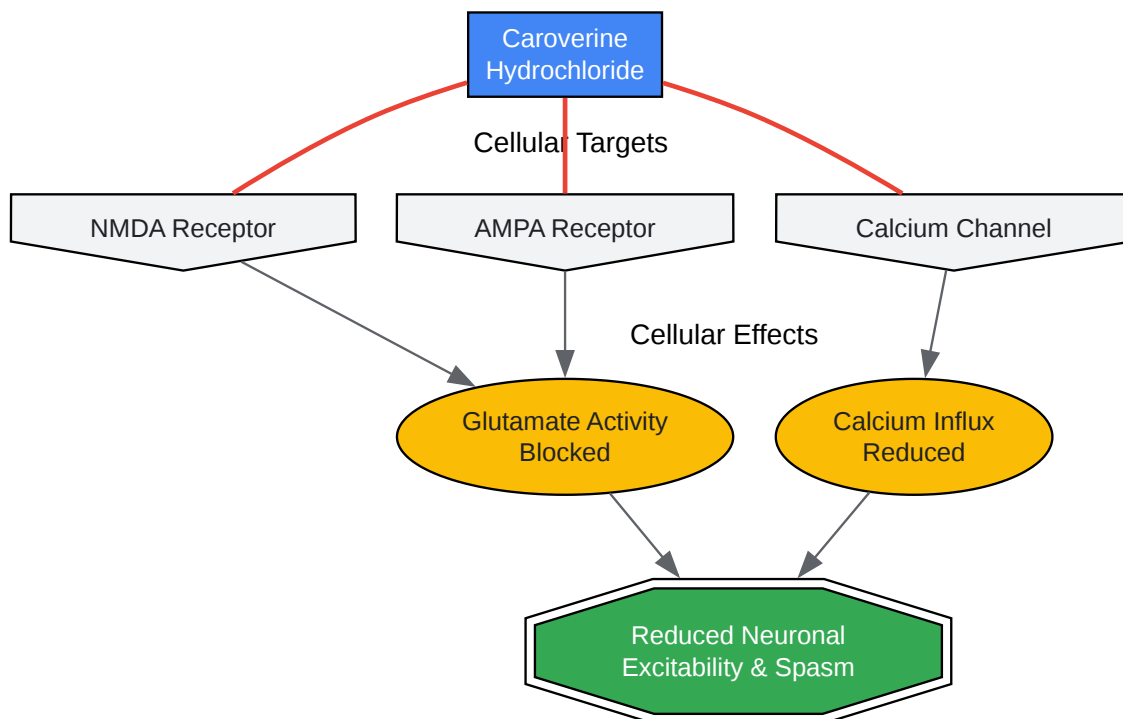 Caroverine
Hydrochloride
Cellular Targets
NMDA Receptor
AMPA Receptor
Calcium Channel
Cellular Effects
Glutamate Activity
Blocked
Calcium Influx
Reduced
Reduced Neuronal
Excitability & Spasm